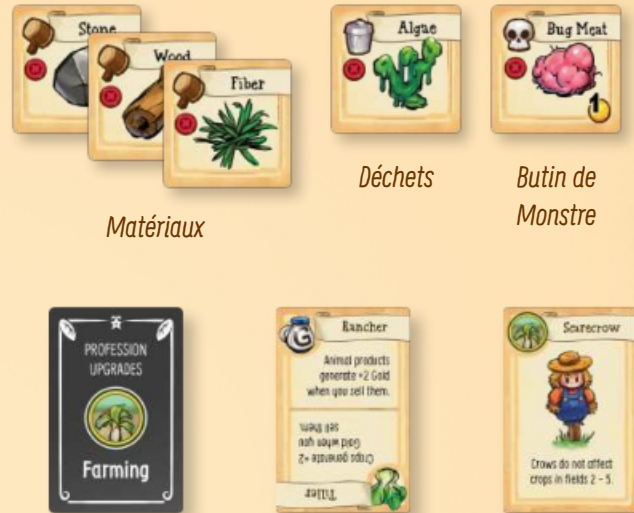 Stone
Wood
Fiber
Algae
Bug Meat
1
Matériaux
Déchets
Butin de
Monstre
PROFESSION
UPGRADES
Farming
Rancher
Animal products
generate +2 Gold
when you sell them.
Crops generate +2
Gold when you
sell them
Tiller
Scarecrow
Crows do not affect
crops in fields 2 - 5.